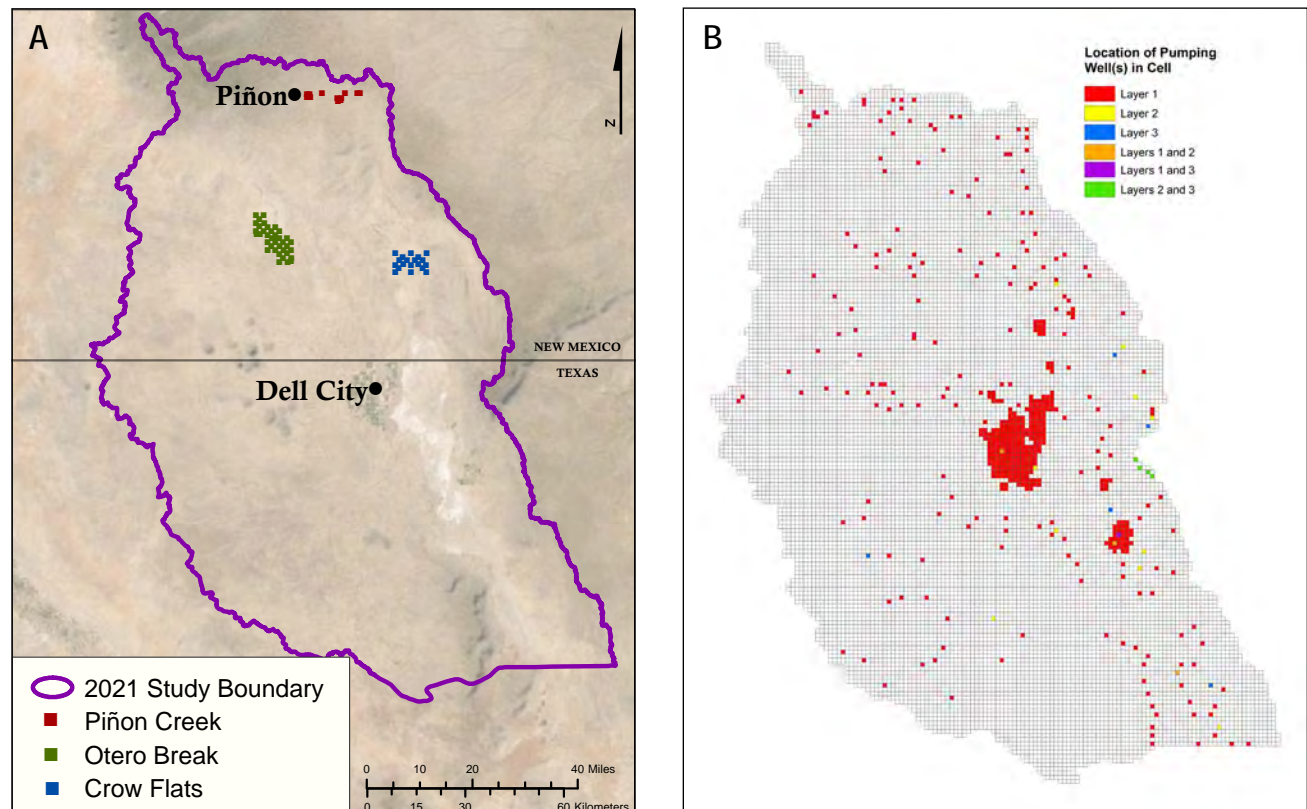 A
Piñon
Z
NEW MEXICO
TEXAS
Dell City
2021 Study Boundary
Piñon Creek
Otero Break
Crow Flats
0 10 20 40 Miles
0 15 30 60 Kilometers
B
Location of Pumping
Well(s) in Cell
Layer 1
Layer 2
Layer 3
Layers 1 and 2
Layers 1 and 3
Layers 2 and 3